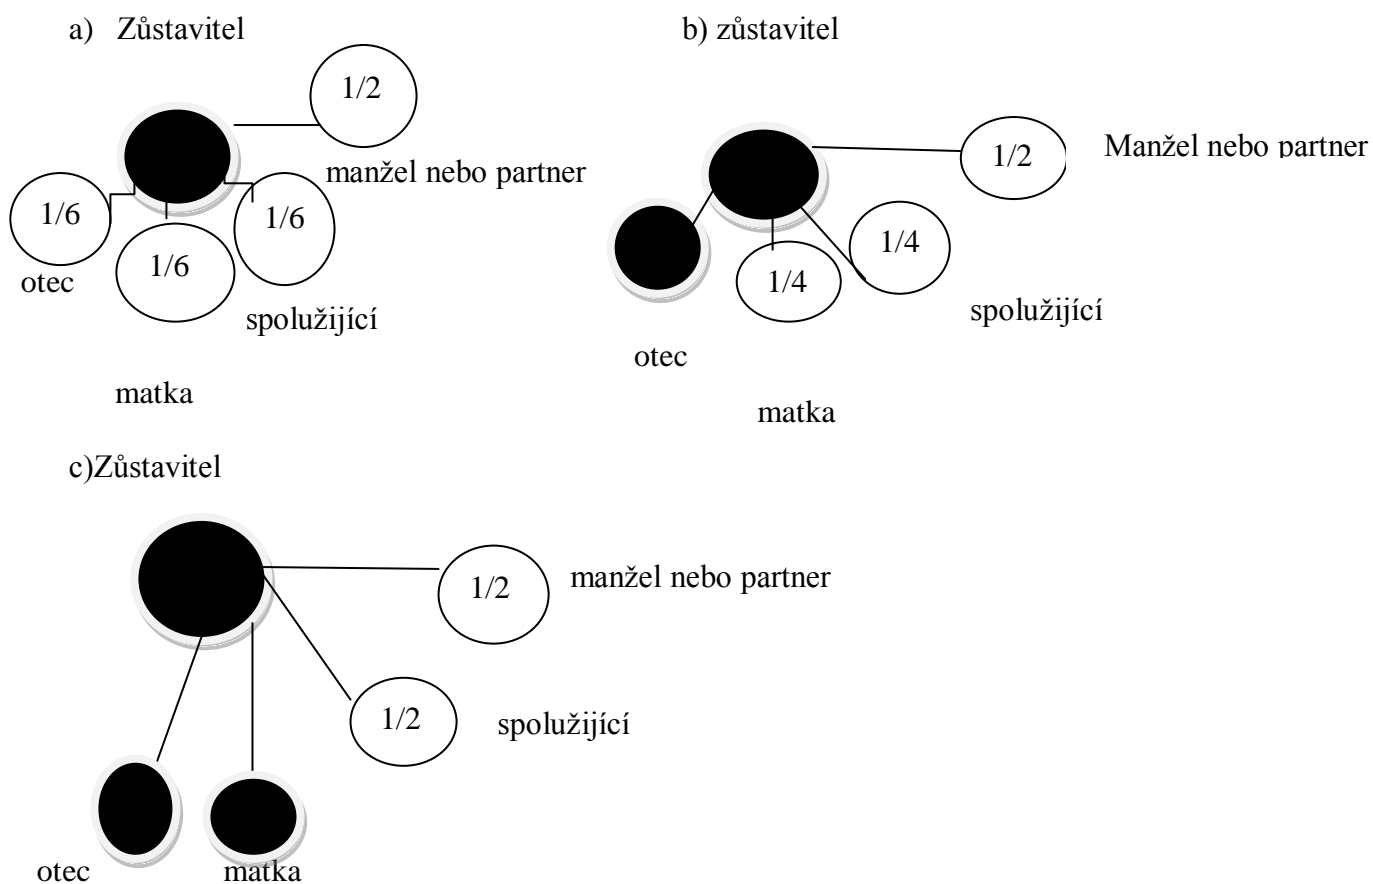 a) Zůstavitel
b) zůstavitel
1/2
manžel nebo partner
1/6
1/6
1/6
otec
spolužijící
matka
1/2
Manžel nebo partner
1/4
1/4
spolužijící
otec
matka
c)Zůstavitel
1/2
manžel nebo partner
1/2
spolužijící
otec
matka